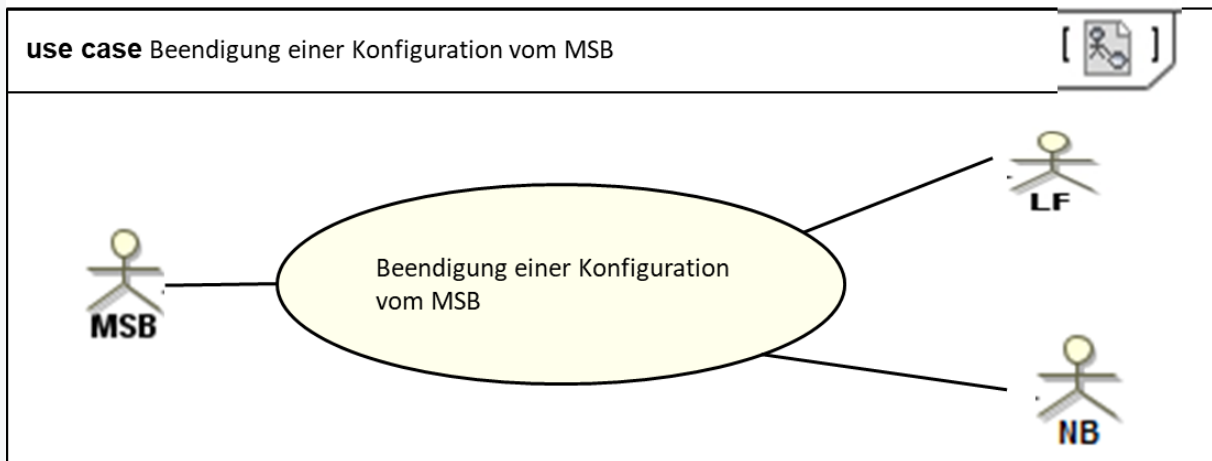 use case Beendigung einer Konfiguration vom MSB
[ ]
LF
Beendigung einer Konfiguration
vom MSB
MSB
NB